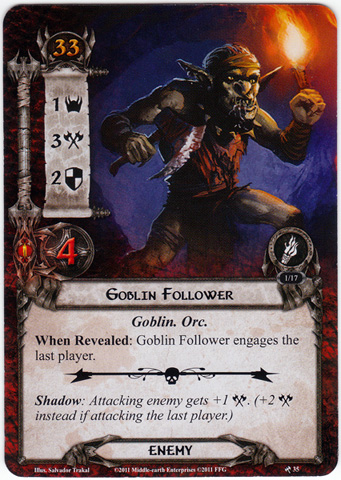 33
1
3
2
4
1/17
Goblin Follower
Goblin. Orc.
When Revealed: Goblin Follower engages the
last player.
Shadow: Attacking enemy gets +1 . (+2
instead if attacking the last player.)
ENEMY
Illus. Salvador Trakal
©2011 Middle-earth Enterprises ©2011 FFG
35